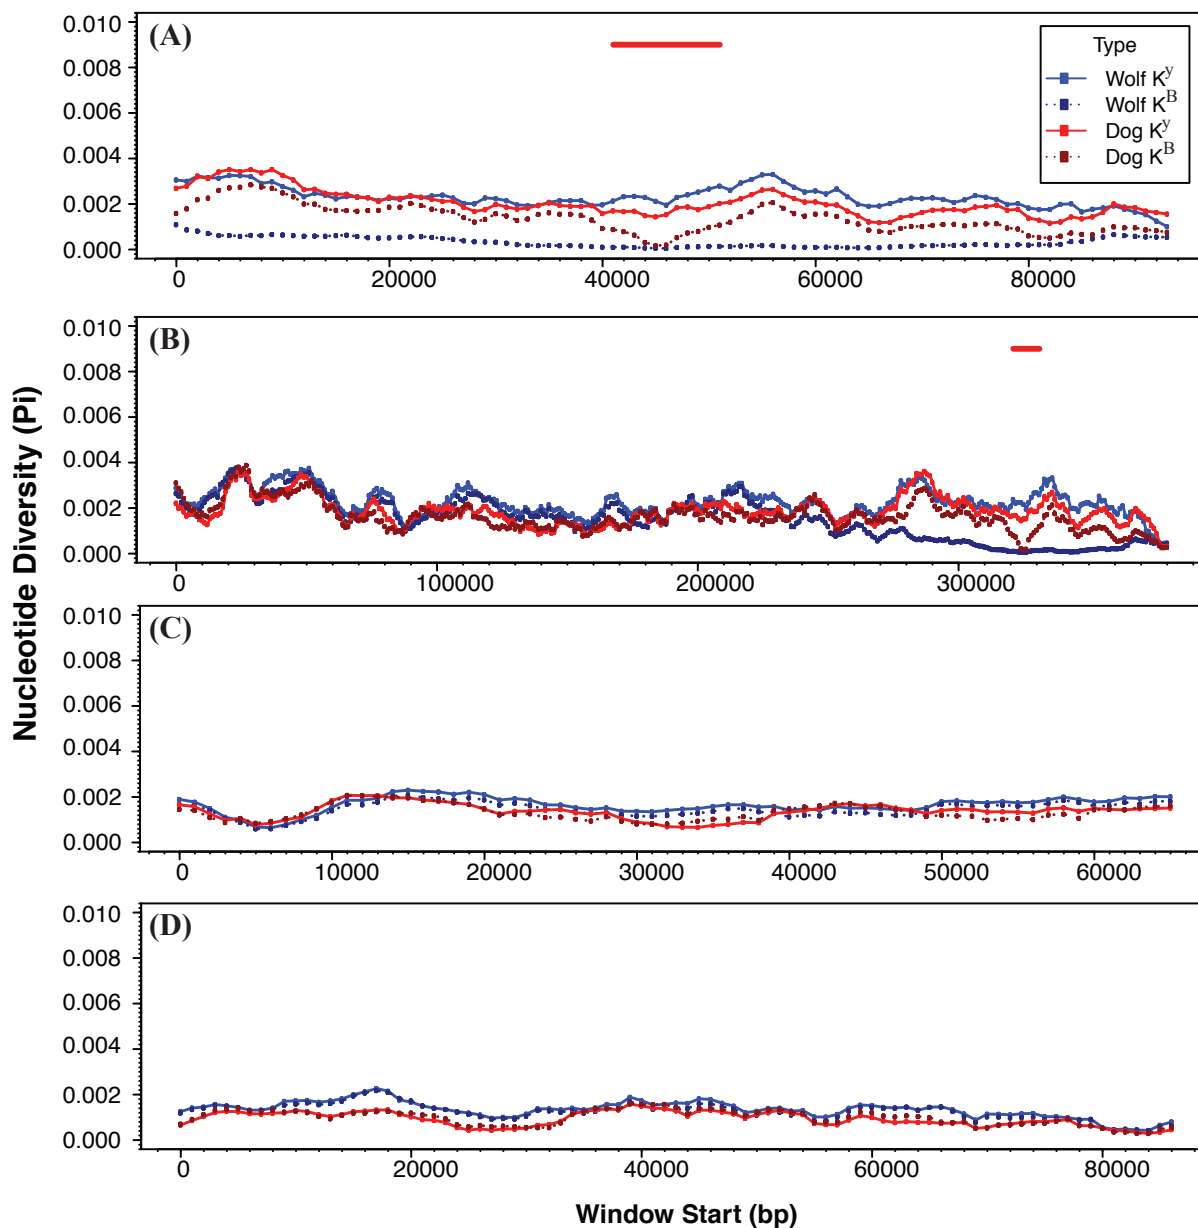 Nucleotide Diversity (Pi)
(A)
0.010
0.008
0.006
0.004
0.002
0.000
0 20000 40000 60000 80000
Type
Wolf K^y
Wolf K^B
Dog K^y
Dog K^B
(B)
0.010
0.008
0.006
0.004
0.002
0.000
0 100000 200000 300000
(C)
0.010
0.008
0.006
0.004
0.002
0.000
0 10000 20000 30000 40000 50000 60000
(D)
0.010
0.008
0.006
0.004
0.002
0.000
0 20000 40000 60000 80000
Window Start (bp)